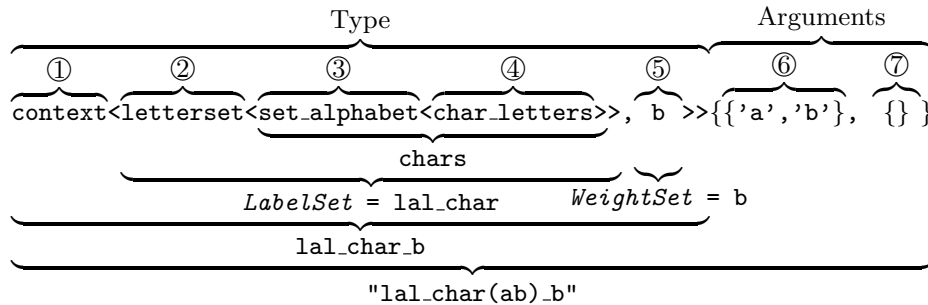 Type Arguments
① ② ③ ④ ⑤ ⑥ ⑦
context<letterset<set_alphabet<char_letters>>, b >>{{'a','b'}, {} }
chars
LabelSet = lal_char WeightSet = b
lal_char_b
"lal_char(ab)_b"